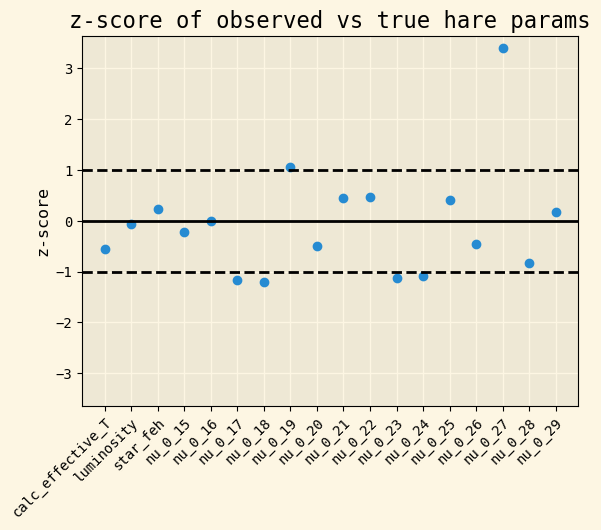 z-score of observed vs true hare params
z-score
3
2
1
0
−1
−2
−3
calc_effective_T
luminosity
star_feh
nu_0_15
nu_0_16
nu_0_17
nu_0_18
nu_0_19
nu_0_20
nu_0_21
nu_0_22
nu_0_23
nu_0_24
nu_0_25
nu_0_26
nu_0_27
nu_0_28
nu_0_29